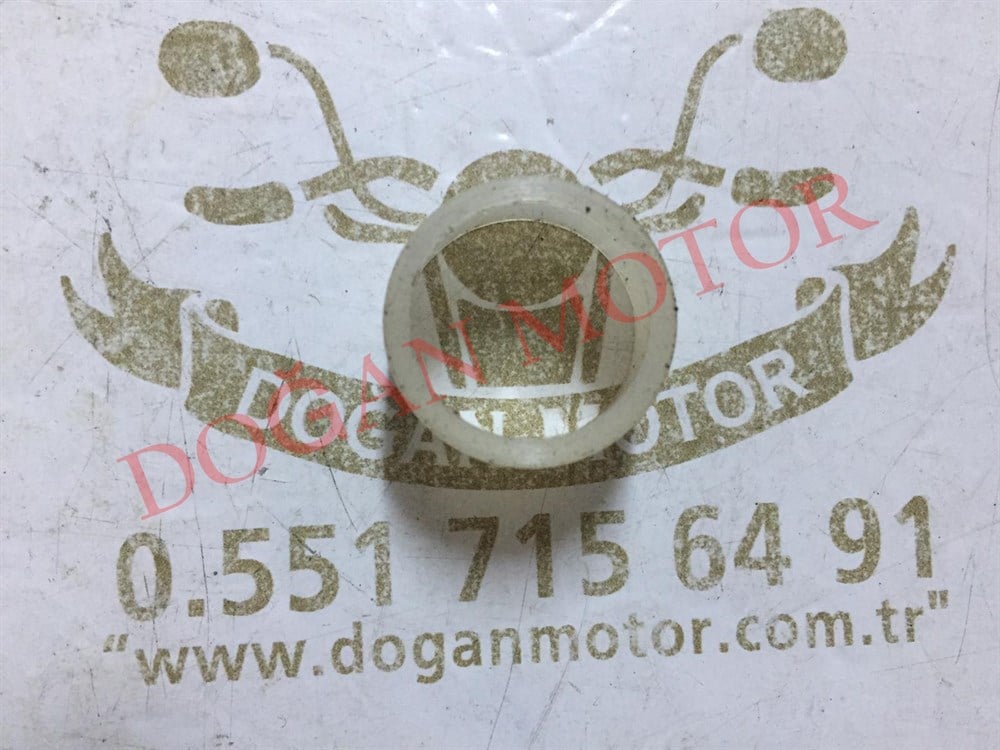 DOĞAN MOTOR
DOĞAN MOTOR
0.551 715 64 91
“www.doganmotor.com.tr"